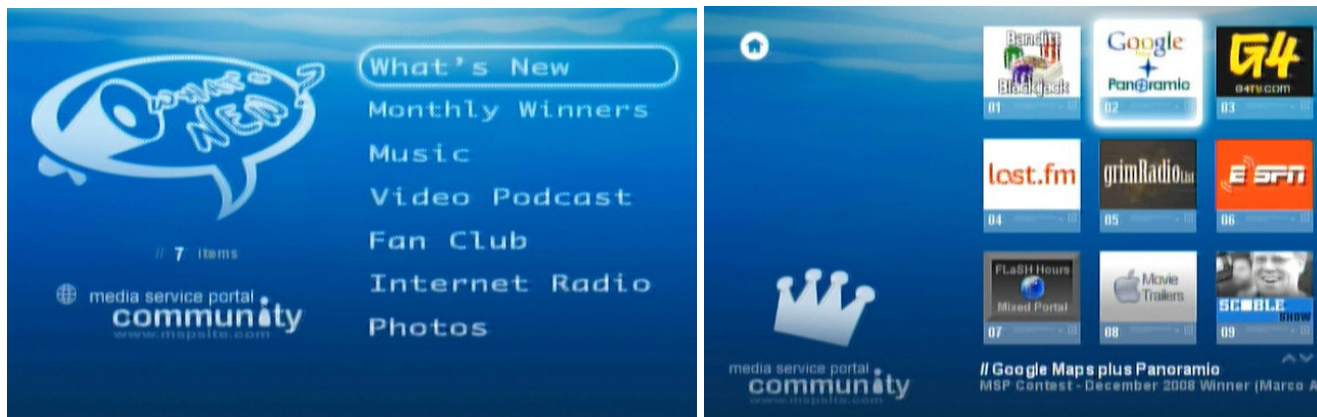 WHAT'S
NEW?
What's New
Monthly Winners
Music
Video Podcast
Fan Club
Internet Radio
Photos
// 7 items
media service portal
community
www.mspsite.com
Bandits
Blackjack
01
Google
Panoramio
02
G4
G4TV.COM
03
last.fm
04
grimRadio
05
ESPN
06
FLaSH Hours
Mixed Portal
07
Movie
Trailers
08
SCOBLE
SHOW
09
// Google Maps plus Panoramio
MSP Contest - December 2008 Winner (Marco A
media service portal
community
www.mspsite.com